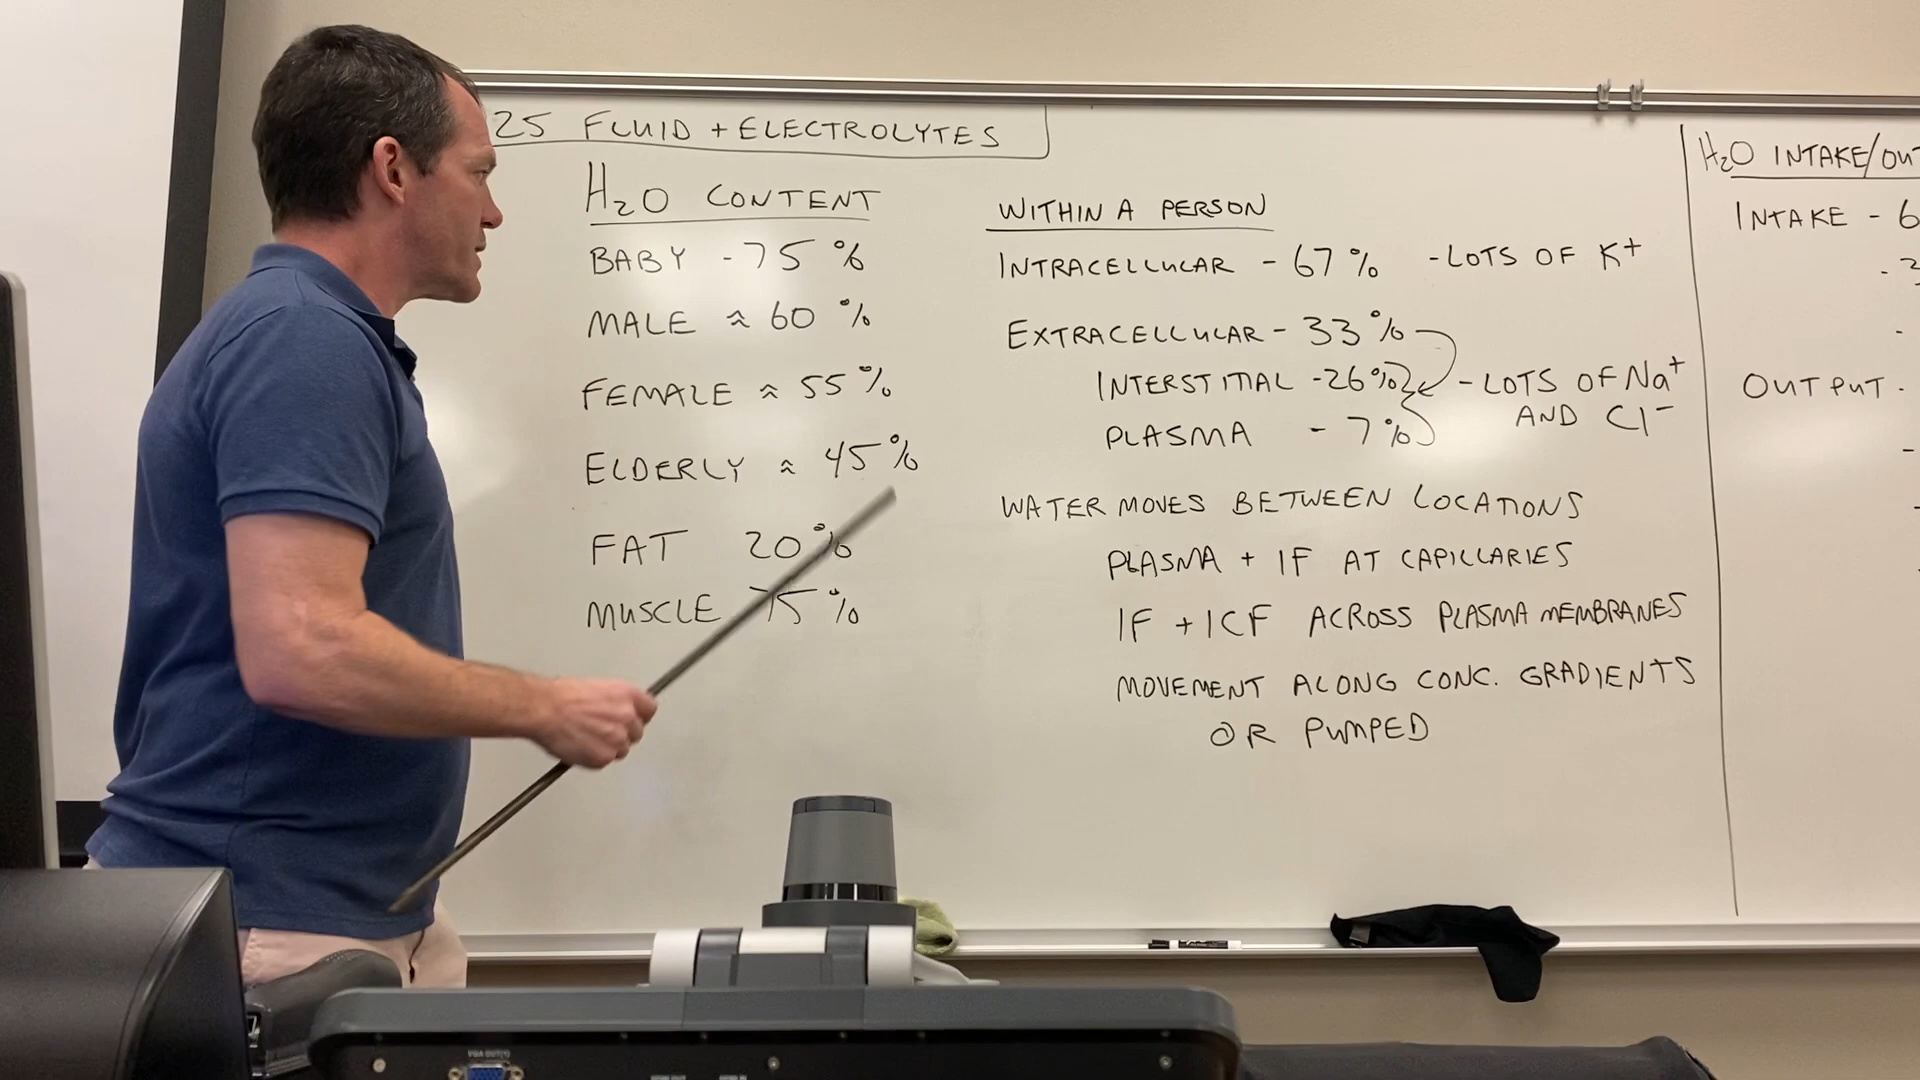 25 FLUID + ELECTROLYTES
H2O CONTENT
BABY - 75%
MALE ≈ 60%
FEMALE ≈ 55%
ELDERLY ≈ 45%
FAT 20%
MUSCLE 75%
WITHIN A PERSON
INTRACELLULAR - 67% - LOTS OF K+
EXTRACELLULAR - 33%
INTERSTITIAL - 26% - LOTS OF Na+
AND Cl-
PLASMA - 7%
WATER MOVES BETWEEN LOCATIONS
PLASMA + IF AT CAPILLARIES
IF + ICF ACROSS PLASMA MEMBRANES
MOVEMENT ALONG CONC. GRADIENTS
OR PUMPED
H2O INTAKE/OUT
INTAKE - 6
OUTPUT -
VGA OUT(1)